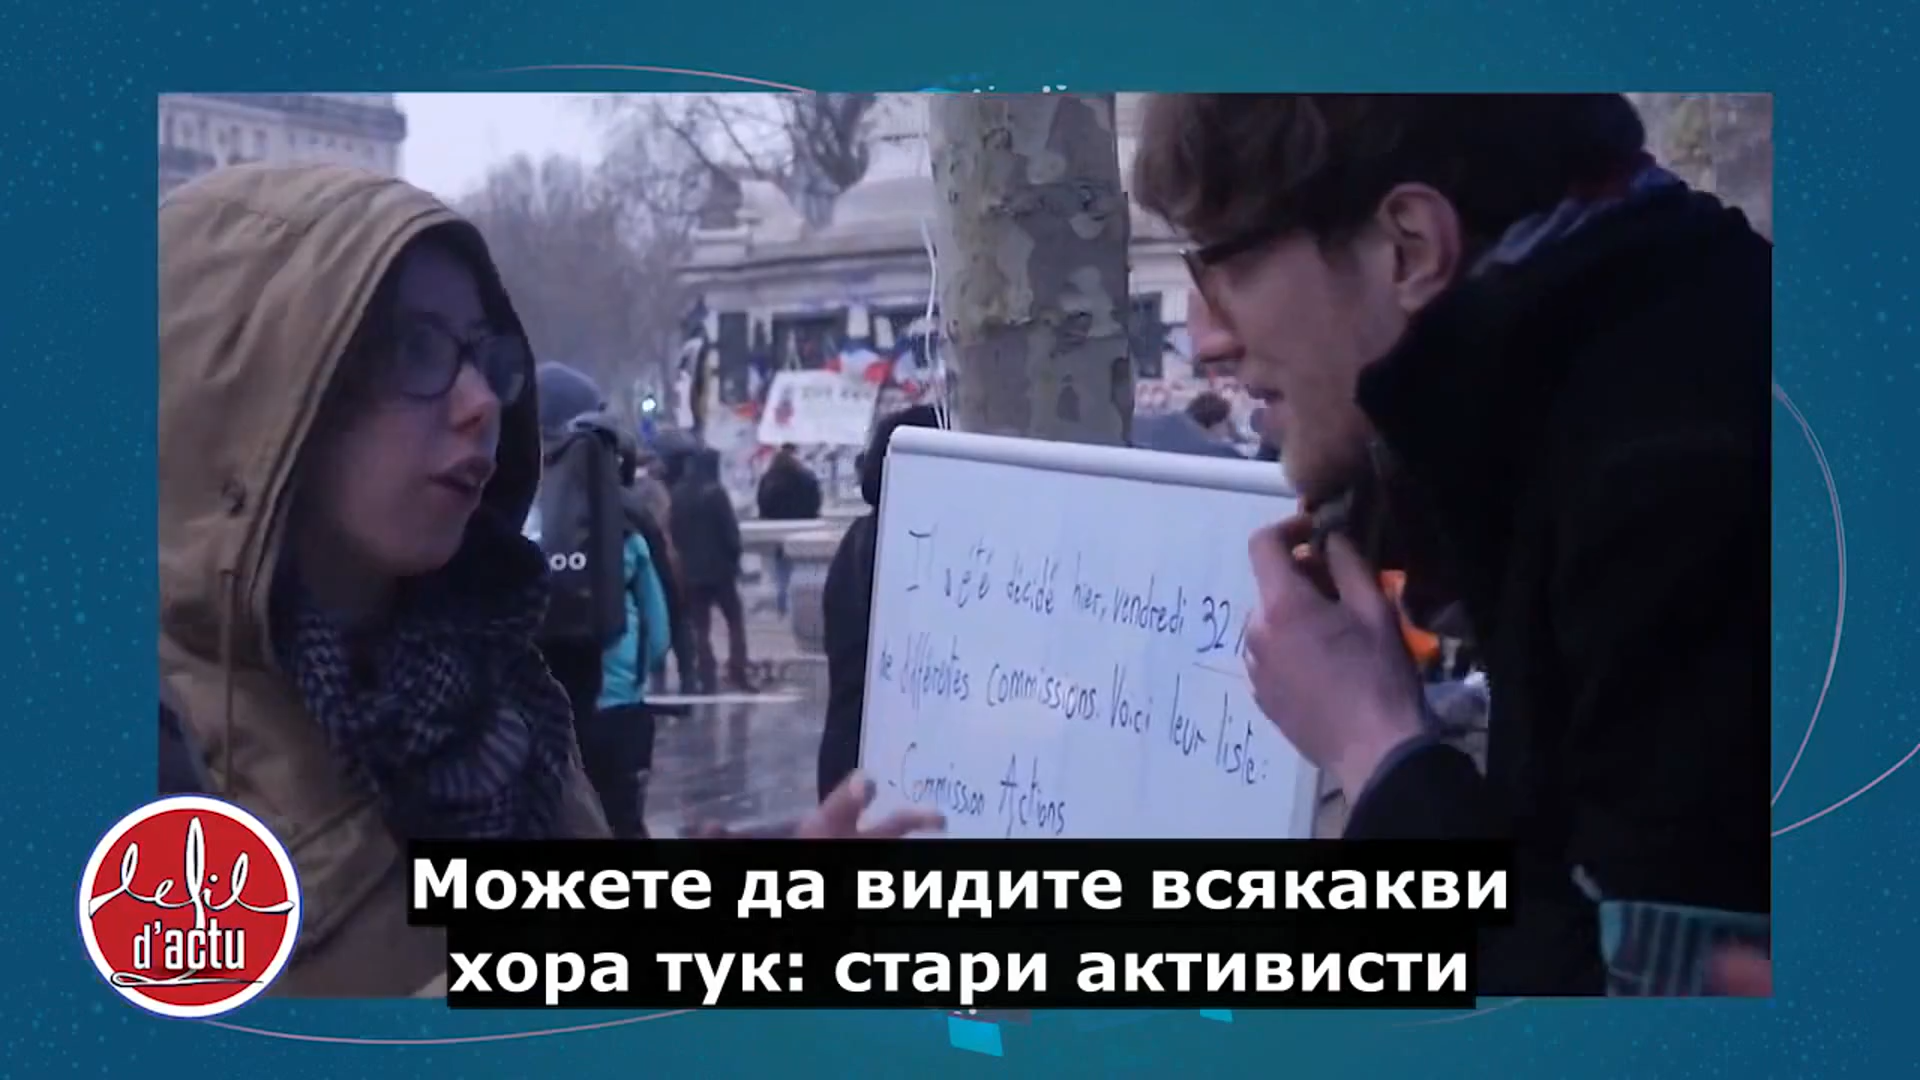 Il a été décidé hier, vendredi 32
de différentes commissions. Voici leur liste:
-Commission Actions
le fil
d'actu
Можете да видите всякакви
хора тук: стари активисти